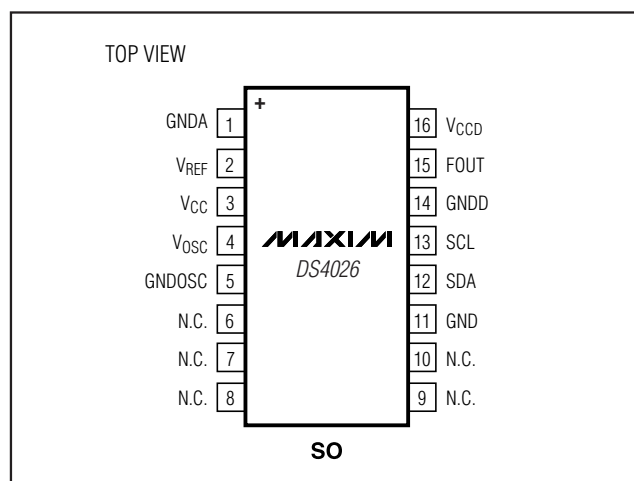 TOP VIEW
+
GNDA 1 16 VCCD
VREF 2 15 FOUT
VCC 3 14 GNDD
VOSC 4 MAXIM 13 SCL
DS4026
GNDOSC 5 12 SDA
N.C. 6 11 GND
N.C. 7 10 N.C.
N.C. 8 9 N.C.
SO